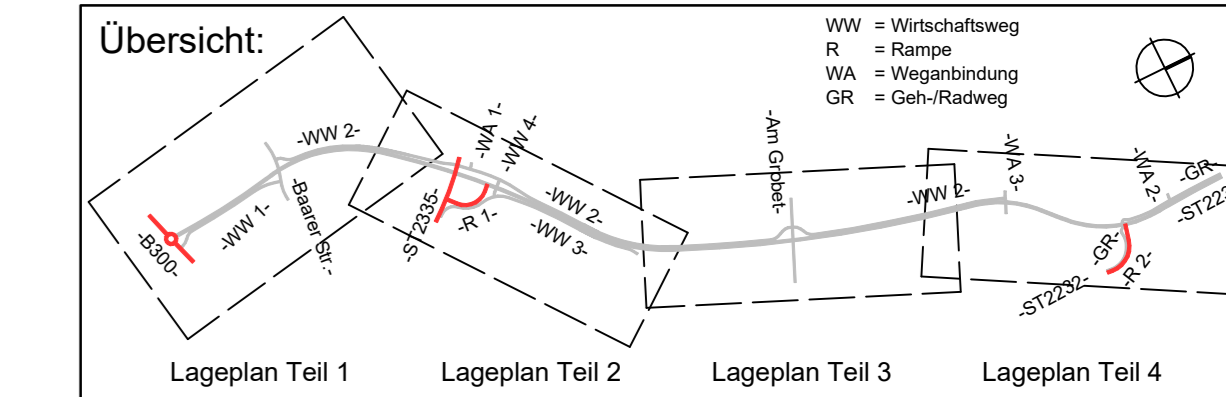 Übersicht:
WW = Wirtschaftsweg
R = Rampe
WA = Weganbindung
GR = Geh-/Radweg
-B300-
-WW 1-
-Baarer Str.-
-WW 2-
-ST2335-
-R 1-
-WA 1-
-WW 4-
-WW 2-
-WW 3-
-Am Grobet-
-WW 2-
-WA 3-
-WA 2-
-GR-
-GR-
-R 2-
-ST2232-
Lageplan Teil 1
Lageplan Teil 2
Lageplan Teil 3
Lageplan Teil 4